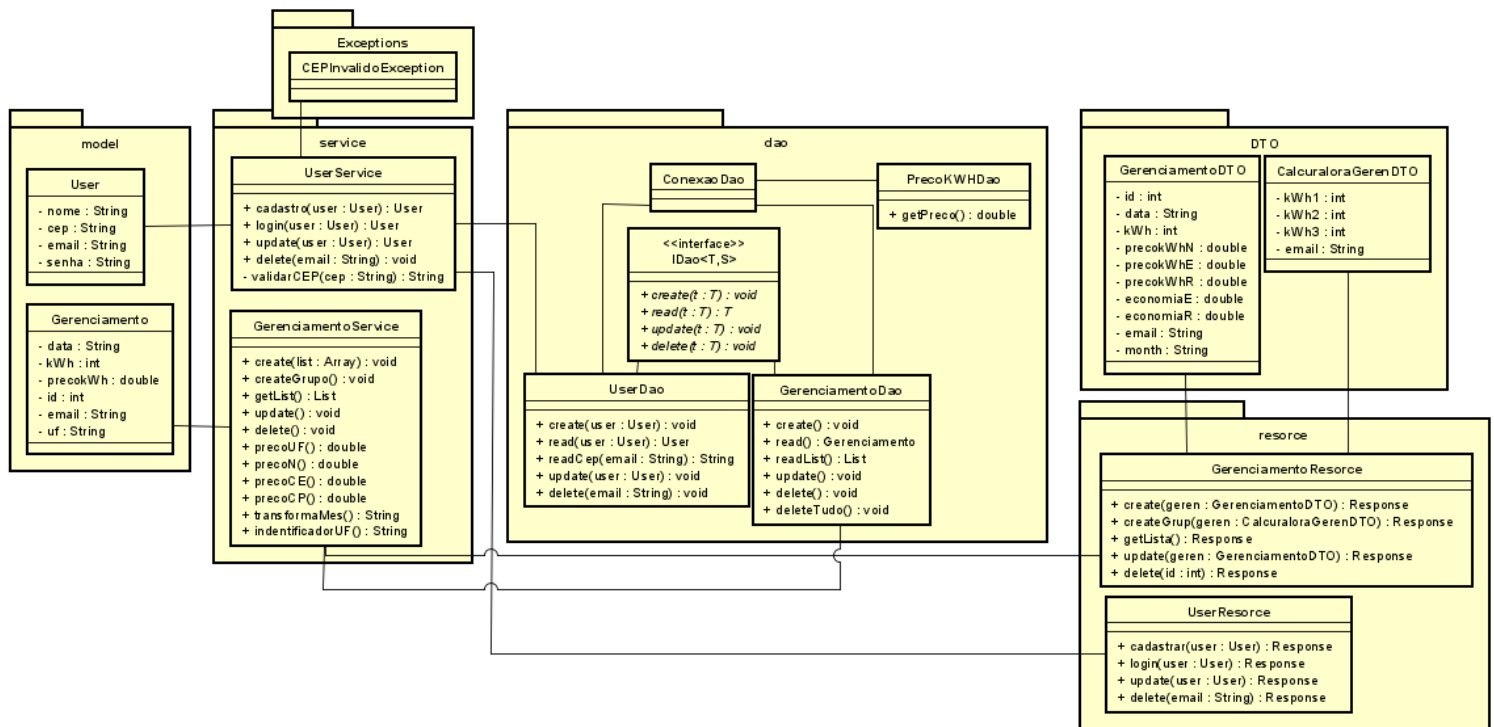 Exceptions
CEPInvalidoException
model
User
- nome : String
- cep : String
- email : String
- senha : String
Gerenciamento
- data : String
- kWh : int
- precokWh : double
- id : int
- email : String
- uf : String
service
UserService
+ cadastro(user : User) : User
+ login(user : User) : User
+ update(user : User) : User
+ delete(email : String) : void
- validarCEP(cep : String) : String
GerenciamentoService
+ create(list : Array) : void
+ createGrupo() : void
+ getList() : List
+ update() : void
+ delete() : void
+ precoUF() : double
+ precoN() : double
+ precoCE() : double
+ precoCP() : double
+ transformaMes() : String
+ indentificadorUF() : String
dao
ConexaoDao
PrecoKWHDao
+ getPreco() : double
<<interface>>
IDao<T,S>
+ create(t : T) : void
+ read(t : T) : T
+ update(t : T) : void
+ delete(t : T) : void
UserDao
+ create(user : User) : void
+ read(user : User) : User
+ readCep(email : String) : String
+ update(user : User) : void
+ delete(email : String) : void
GerenciamentoDao
+ create() : void
+ read() : Gerenciamento
+ readList() : List
+ update() : void
+ delete() : void
+ deleteTudo() : void
DTO
GerenciamentoDTO
- id : int
- data : String
- kWh : int
- precokWhN : double
- precokWhE : double
- precokWhR : double
- economiaE : double
- economiaR : double
- email : String
- month : String
CalcuraloraGerenDTO
- kWh1 : int
- kWh2 : int
- kWh3 : int
- email : String
resorce
GerenciamentoResorce
+ create(geren : GerenciamentoDTO) : Response
+ createGrup(geren : CalcuraloraGerenDTO) : Response
+ getLista() : Response
+ update(geren : GerenciamentoDTO) : Response
+ delete(id : int) : Response
UserResorce
+ cadastrar(user : User) : Response
+ login(user : User) : Response
+ update(user : User) : Response
+ delete(email : String) : Response